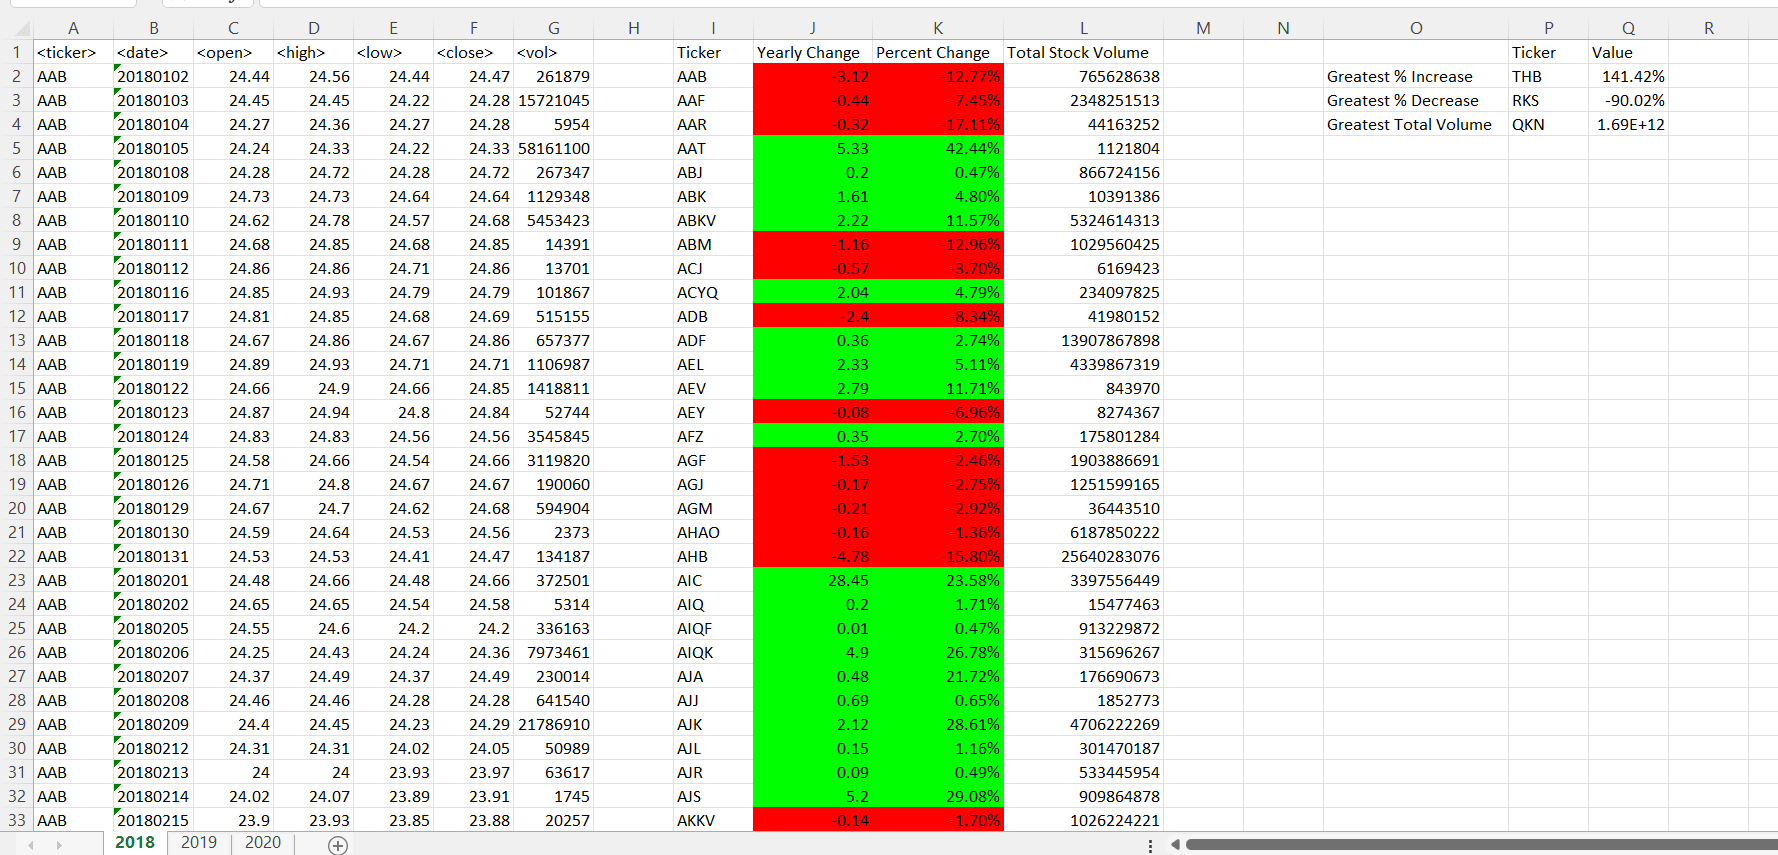 A B C D E F G H I J K L M N O P Q R
1 <ticker> <date> <open> <high> <low> <close> <vol> Ticker Yearly Change Percent Change Total Stock Volume Ticker Value
2 AAB 20180102 24.44 24.56 24.44 24.47 261879 AAB -3.12 -12.77% 765628638 Greatest % Increase THB 141.42%
3 AAB 20180103 24.45 24.45 24.22 24.28 15721045 AAF -0.44 -7.45% 2348251513 Greatest % Decrease RKS -90.02%
4 AAB 20180104 24.27 24.36 24.27 24.28 5954 AAR -0.32 -17.11% 44163252 Greatest Total Volume QKN 1.69E+12
5 AAB 20180105 24.24 24.33 24.22 24.33 58161100 AAT 5.33 42.44% 1121804
6 AAB 20180108 24.28 24.72 24.28 24.72 267347 ABJ 0.2 0.47% 866724156
7 AAB 20180109 24.73 24.73 24.64 24.64 1129348 ABK 1.61 4.80% 10391386
8 AAB 20180110 24.62 24.78 24.57 24.68 5453423 ABKV 2.22 11.57% 5324614313
9 AAB 20180111 24.68 24.85 24.68 24.85 14391 ABM -1.16 -12.96% 1029560425
10 AAB 20180112 24.86 24.86 24.71 24.86 13701 ACJ -0.57 -3.70% 6169423
11 AAB 20180116 24.85 24.93 24.79 24.79 101867 ACYQ 2.04 4.79% 234097825
12 AAB 20180117 24.81 24.85 24.68 24.69 515155 ADB -2.4 -8.34% 41980152
13 AAB 20180118 24.67 24.86 24.67 24.86 657377 ADF 0.36 2.74% 13907867898
14 AAB 20180119 24.89 24.93 24.71 24.71 1106987 AEL 2.33 5.11% 4339867319
15 AAB 20180122 24.66 24.9 24.66 24.85 1418811 AEV 2.79 11.71% 843970
16 AAB 20180123 24.87 24.94 24.8 24.84 52744 AEY -0.08 -6.96% 8274367
17 AAB 20180124 24.83 24.83 24.56 24.56 3545845 AFZ 0.35 2.70% 175801284
18 AAB 20180125 24.58 24.66 24.54 24.66 3119820 AGF -1.53 -2.46% 1903886691
19 AAB 20180126 24.71 24.8 24.67 24.67 190060 AGJ -0.17 -2.75% 1251599165
20 AAB 20180129 24.67 24.7 24.62 24.68 594904 AGM -0.21 -2.92% 36443510
21 AAB 20180130 24.59 24.64 24.53 24.56 2373 AHAO -0.16 -1.36% 6187850222
22 AAB 20180131 24.53 24.53 24.41 24.47 134187 AHB -4.78 -15.80% 25640283076
23 AAB 20180201 24.48 24.66 24.48 24.66 372501 AIC 28.45 23.58% 3397556449
24 AAB 20180202 24.65 24.65 24.54 24.58 5314 AIQ 0.2 1.71% 15477463
25 AAB 20180205 24.55 24.6 24.2 24.2 336163 AIQF 0.01 0.47% 913229872
26 AAB 20180206 24.25 24.43 24.24 24.36 7973461 AIQK 4.9 26.78% 315696267
27 AAB 20180207 24.37 24.49 24.37 24.49 230014 AJA 0.48 21.72% 176690673
28 AAB 20180208 24.46 24.46 24.28 24.28 641540 AJJ 0.69 0.65% 1852773
29 AAB 20180209 24.4 24.45 24.23 24.29 21786910 AJK 2.12 28.61% 4706222269
30 AAB 20180212 24.31 24.31 24.02 24.05 50989 AJL 0.15 1.16% 301470187
31 AAB 20180213 24 24 23.93 23.97 63617 AJR 0.09 0.49% 533445954
32 AAB 20180214 24.02 24.07 23.89 23.91 1745 AJS 5.2 29.08% 909864878
33 AAB 20180215 23.9 23.93 23.85 23.88 20257 AKKV -0.14 -1.70% 1026224221
2018 2019 2020